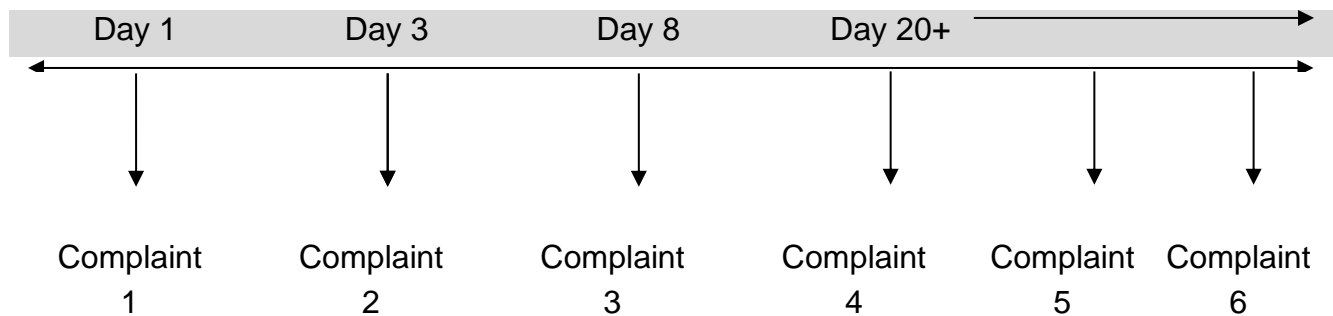 Day 1 Day 3 Day 8 Day 20+
Complaint Complaint Complaint Complaint Complaint Complaint
1 2 3 4 5 6